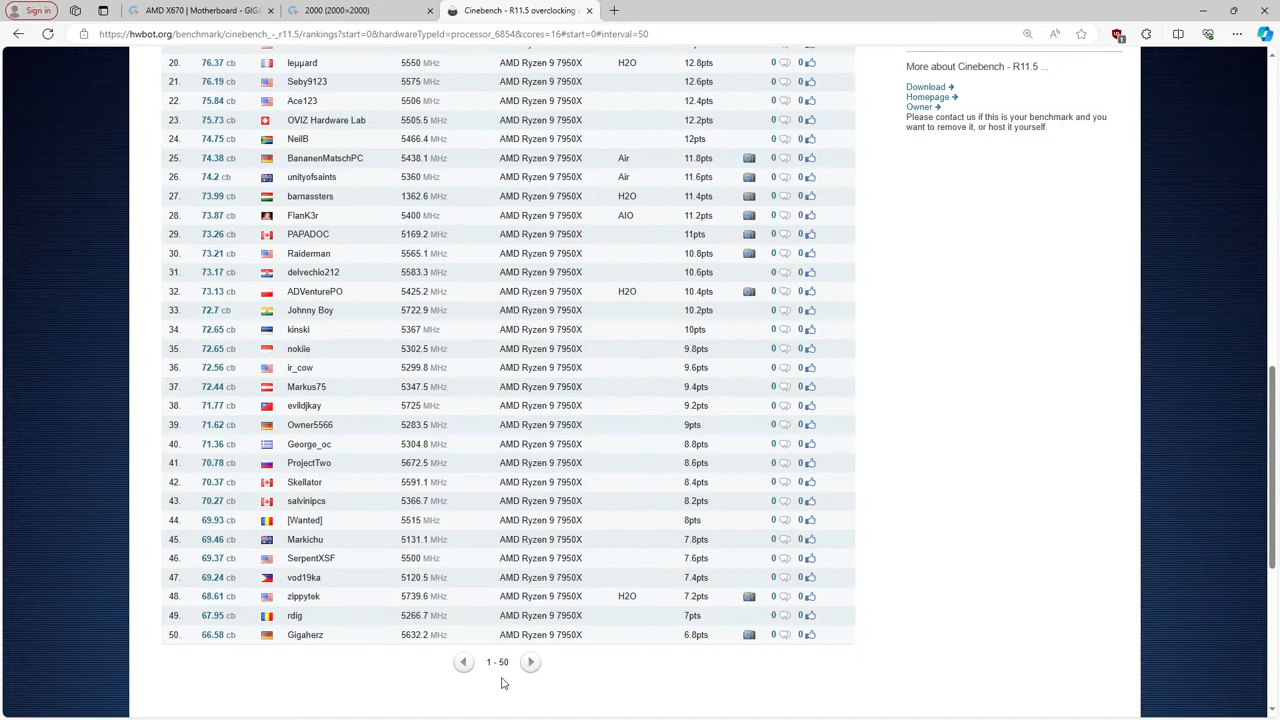 Sign in
AMD X670 | Motherboard - GIGA
2000 (2000×2000)
Cinebench - R11.5 overclocking
https://hwbot.org/benchmark/cinebench_-_r11.5/rankings?start=0&hardwareTypeId=processor_6854&cores=16#start=0#interval=50
1
20. 76.37 cb leµµard 5550 MHz AMD Ryzen 9 7950X H2O 12.8pts 0 0
21. 76.19 cb Seby9123 5575 MHz AMD Ryzen 9 7950X 12.6pts 0 0
22. 75.84 cb Ace123 5506 MHz AMD Ryzen 9 7950X 12.4pts 0 0
23. 75.73 cb OVIZ Hardware Lab 5505.5 MHz AMD Ryzen 9 7950X 12.2pts 0 0
24. 74.75 cb NeilB 5466.4 MHz AMD Ryzen 9 7950X 12pts 0 0
25. 74.38 cb BananenMatschPC 5438.1 MHz AMD Ryzen 9 7950X Air 11.8pts 0 0
26. 74.2 cb unityofsaints 5360 MHz AMD Ryzen 9 7950X Air 11.6pts 0 0
27. 73.99 cb barnassters 1362.6 MHz AMD Ryzen 9 7950X H2O 11.4pts 0 0
28. 73.87 cb FlanK3r 5400 MHz AMD Ryzen 9 7950X AIO 11.2pts 0 0
29. 73.26 cb PAPADOC 5169.2 MHz AMD Ryzen 9 7950X 11pts 0 0
30. 73.21 cb Raiderman 5565.1 MHz AMD Ryzen 9 7950X 10.8pts 0 0
31. 73.17 cb delvechio212 5583.3 MHz AMD Ryzen 9 7950X 10.6pts 0 0
32. 73.13 cb ADVenturePO 5425.2 MHz AMD Ryzen 9 7950X H2O 10.4pts 0 0
33. 72.7 cb Johnny Boy 5722.9 MHz AMD Ryzen 9 7950X 10.2pts 0 0
34. 72.65 cb kinski 5367 MHz AMD Ryzen 9 7950X 10pts 0 0
35. 72.65 cb nokiie 5302.5 MHz AMD Ryzen 9 7950X 9.8pts 0 0
36. 72.56 cb ir_cow 5299.8 MHz AMD Ryzen 9 7950X 9.6pts 0 0
37. 72.44 cb Markus75 5347.5 MHz AMD Ryzen 9 7950X 9.4pts 0 0
38. 71.77 cb evildjkay 5725 MHz AMD Ryzen 9 7950X 9.2pts 0 0
39. 71.62 cb Owner5566 5283.5 MHz AMD Ryzen 9 7950X 9pts 0 0
40. 71.36 cb George_oc 5304.8 MHz AMD Ryzen 9 7950X 8.8pts 0 0
41. 70.78 cb ProjectTwo 5672.5 MHz AMD Ryzen 9 7950X 8.6pts 0 0
42. 70.37 cb Skellator 5591.1 MHz AMD Ryzen 9 7950X 8.4pts 0 0
43. 70.27 cb salvinipcs 5366.7 MHz AMD Ryzen 9 7950X 8.2pts 0 0
44. 69.93 cb [Wanted] 5515 MHz AMD Ryzen 9 7950X 8pts 0 0
45. 69.46 cb Markichu 5131.1 MHz AMD Ryzen 9 7950X 7.8pts 0 0
46. 69.37 cb SerpentXSF 5500 MHz AMD Ryzen 9 7950X 7.6pts 0 0
47. 69.24 cb vod19ka 5120.5 MHz AMD Ryzen 9 7950X 7.4pts 0 0
48. 68.61 cb zippytek 5739.6 MHz AMD Ryzen 9 7950X H2O 7.2pts 0 0
49. 67.95 cb rdig 5266.7 MHz AMD Ryzen 9 7950X 7pts 0 0
50. 66.58 cb Gigaherz 5632.2 MHz AMD Ryzen 9 7950X 6.8pts 0 0
1 - 50
More about Cinebench - R11.5 ...
Download
Homepage
Owner
Please contact us if this is your benchmark and you
want to remove it, or host it yourself.